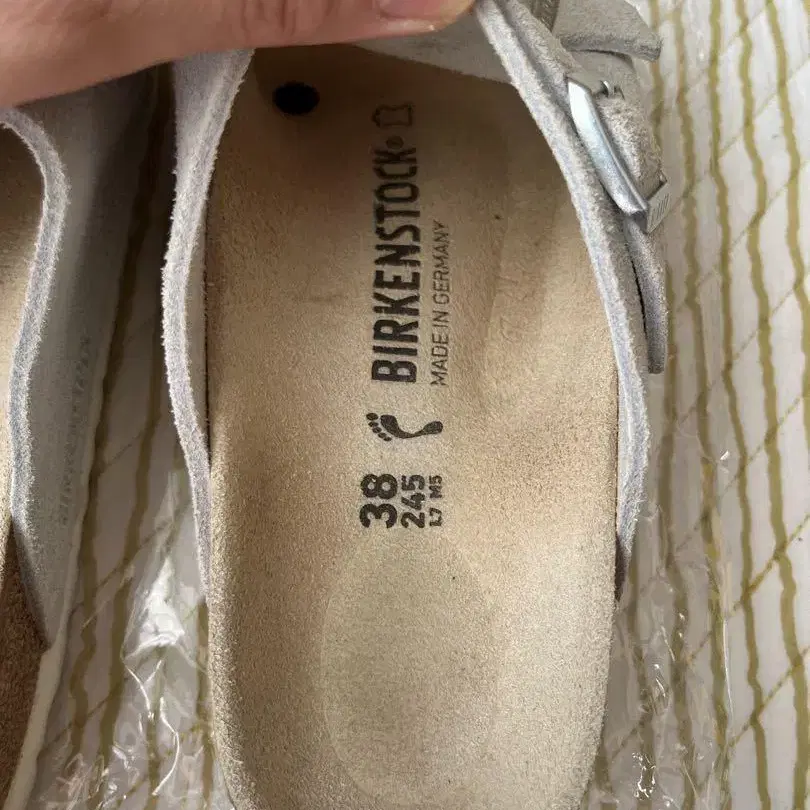 BIRKENSTOCK®
MADE IN GERMANY
38
245
L7 M5